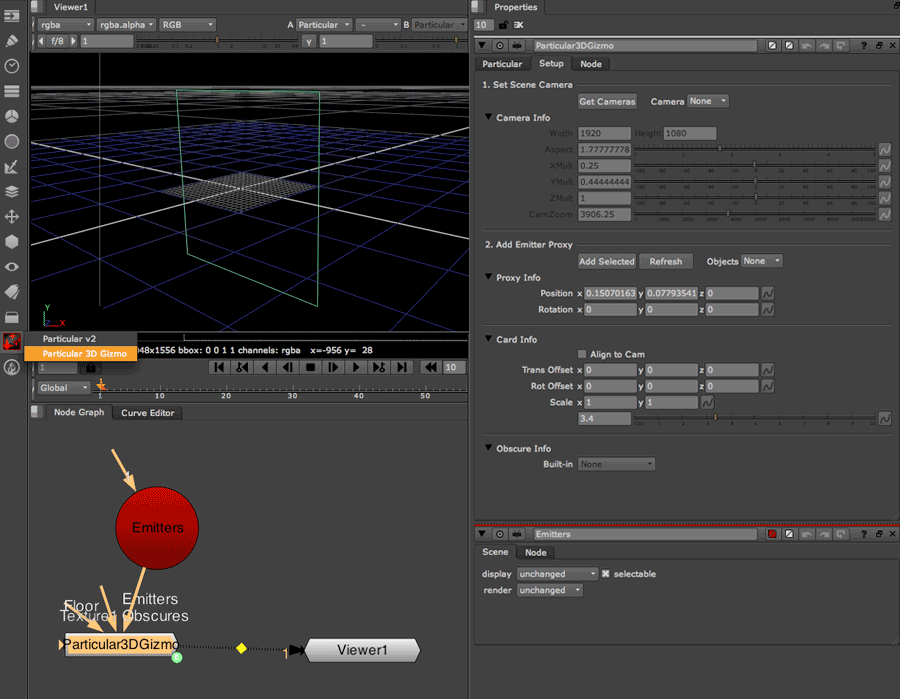 Viewer1
rgba rgba.alpha RGB A Particular - B Particular
f/8 1 Y 1
Particular v2
Particular 3D Gizmo
048x1556 bbox: 0 0 1 1 channels: rgba x=-956 y= 28
1 10
Global 1 10 20 30 40 50
Node Graph Curve Editor
Emitters
Floor
Emitters
Texture1 Obscures
Particular3DGizmo
1 Viewer1
Y
X
Properties
10
Particular3DGizmo
Particular Setup Node
1. Set Scene Camera
Get Cameras Camera None
Camera Info
Width 1920 Height 1080
Aspect 1.77777778
XMult 0.25
YMult 0.44444444
ZMult 1
CamZoom 3906.25
2. Add Emitter Proxy
Add Selected Refresh Objects None
Proxy Info
Position x 0.15070163 y 0.07793541 z 0
Rotation x 0 y 0 z 0
Card Info
Align to Cam
Trans Offset x 0 y 0 z 0
Rot Offset x 0 y 0 z 0
Scale x 1 y 1
3.4
Obscure Info
Built-in None
Emitters
Scene Node
display unchanged selectable
render unchanged